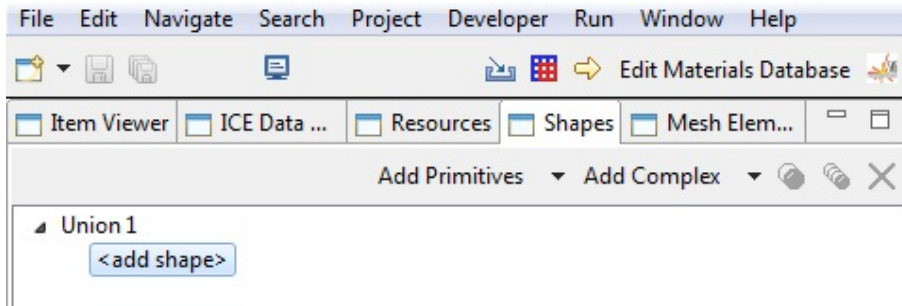 File Edit Navigate Search Project Developer Run Window Help
Edit Materials Database
Item Viewer ICE Data ... Resources Shapes Mesh Elem...
Add Primitives Add Complex
Union 1
<add shape>